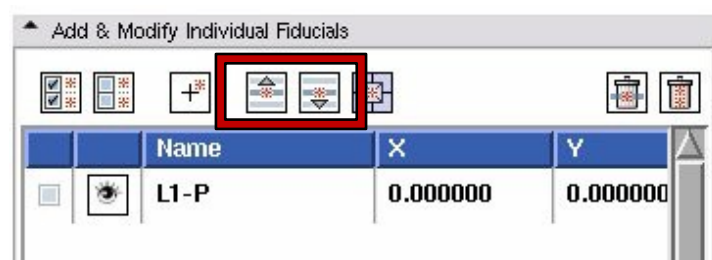 Add & Modify Individual Fiducials
Name X Y
L1-P 0.000000 0.000000